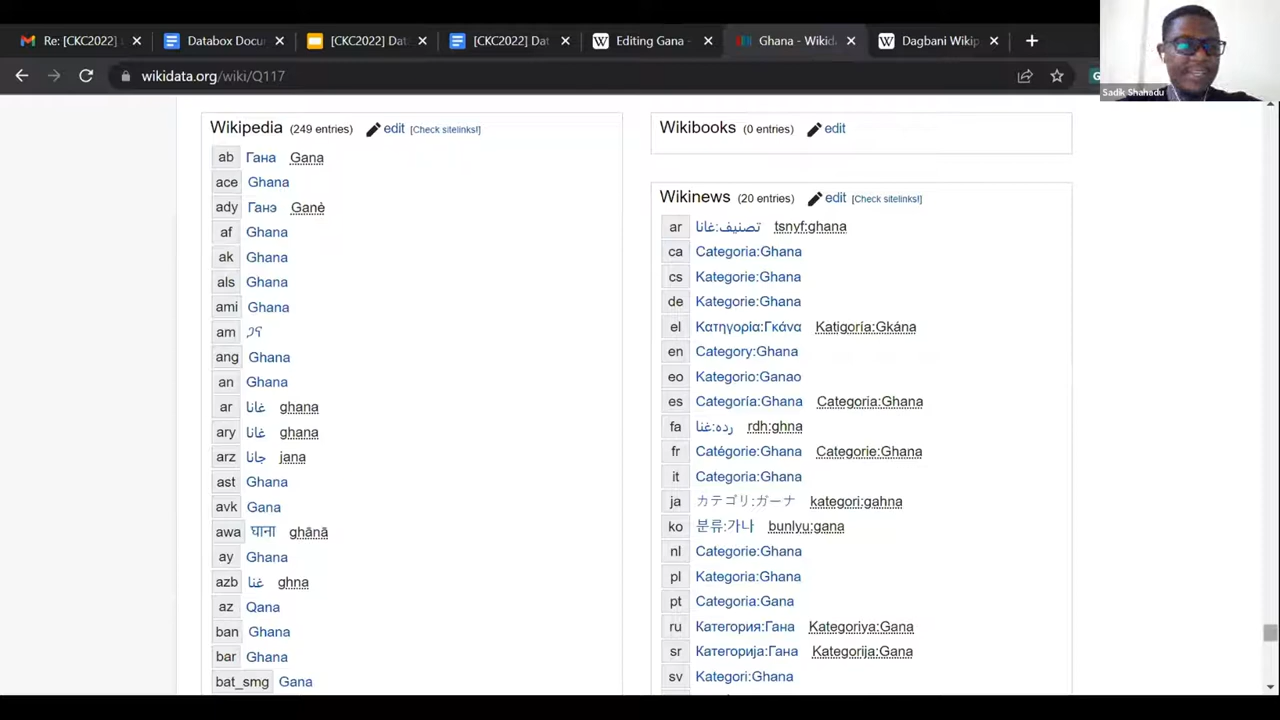 Re: [CKC2022]
Databox Docu
[CKC2022] Dat
[CKC2022] Dat
Editing Gana -
Ghana - Wikid
Dagbani Wikip
wikidata.org/wiki/Q117
Sadik Shahadu
Wikipedia (249 entries) edit [Check sitelinks!]
ab Гана Gana
ace Ghana
ady Ганэ Ganė
af Ghana
ak Ghana
als Ghana
ami Ghana
am ጋና
ang Ghana
an Ghana
ar غانا ghana
ary غانا ghana
arz جانا jana
ast Ghana
avk Gana
awa घाना ghānā
ay Ghana
azb غنا ghna
az Qana
ban Ghana
bar Ghana
bat_smg Gana
Wikibooks (0 entries) edit
Wikinews (20 entries) edit [Check sitelinks!]
ar تصنيف:غانا tsnyf:ghana
ca Categoria:Ghana
cs Kategorie:Ghana
de Kategorie:Ghana
el Κατηγορία:Γκάνα Katigoría:Gkána
en Category:Ghana
eo Kategorio:Ganao
es Categoría:Ghana Categoria:Ghana
fa رده:غنا rdh:ghna
fr Catégorie:Ghana Categorie:Ghana
it Categoria:Ghana
ja カテゴリ:ガーナ kategori:gahna
ko 분류:가나 bunlyu:gana
nl Categorie:Ghana
pl Kategoria:Ghana
pt Categoria:Gana
ru Категория:Гана Kategoriya:Gana
sr Категорија:Гана Kategorija:Gana
sv Kategori:Ghana